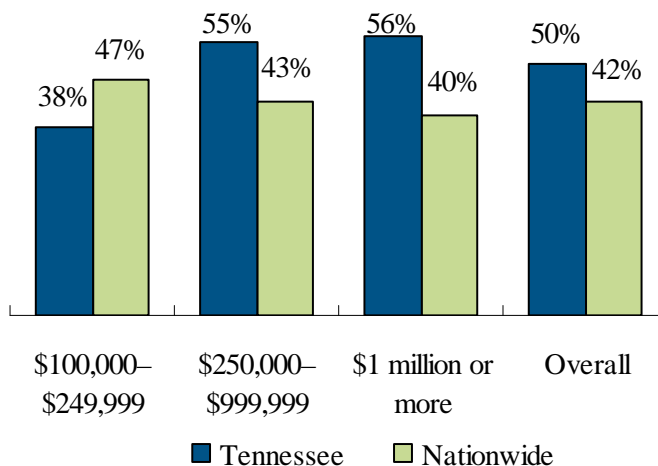 38%
47%
55%
43%
56%
40%
50%
42%
$100,000–
$249,999
$250,000–
$999,999
$1 million or
more
Overall
Tennessee
Nationwide